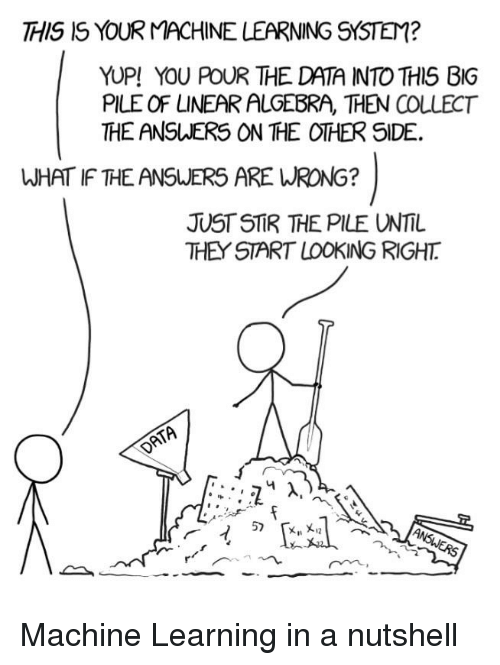 THIS IS YOUR MACHINE LEARNING SYSTEM?
YUP! YOU POUR THE DATA INTO THIS BIG
PILE OF LINEAR ALGEBRA, THEN COLLECT
THE ANSWERS ON THE OTHER SIDE.
WHAT IF THE ANSWERS ARE WRONG?
JUST STIR THE PILE UNTIL
THEY START LOOKING RIGHT.
DATA
4 λ
57
ANSWERS
Machine Learning in a nutshell